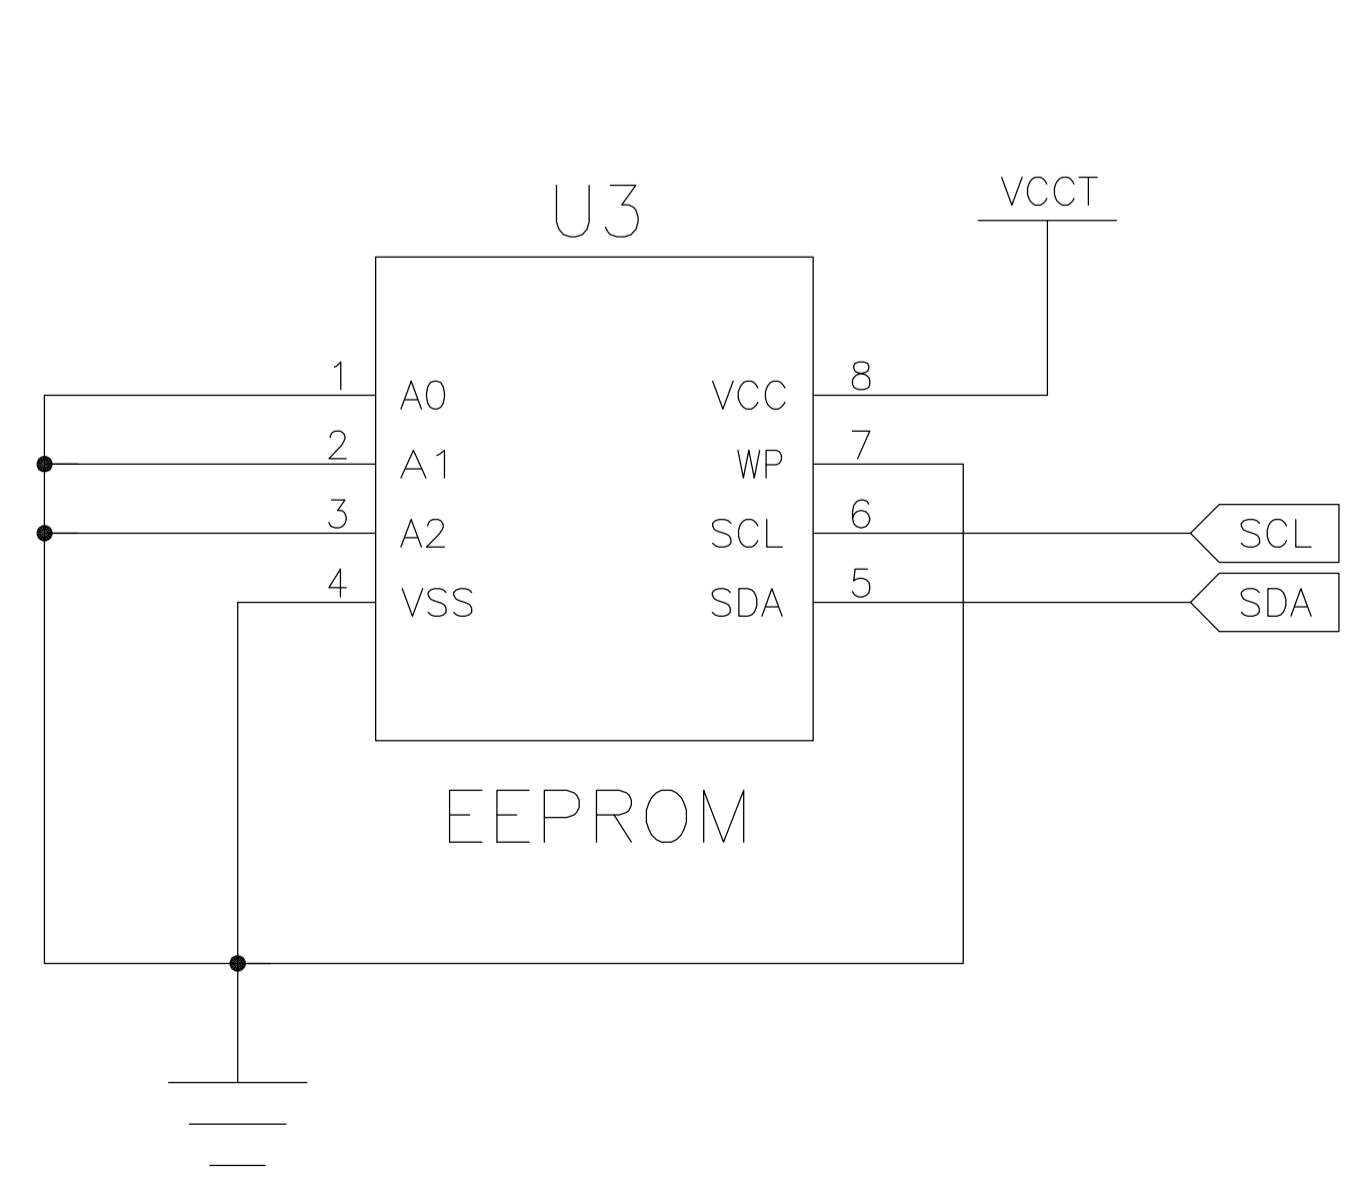 U3
VCCT
1 A0 VCC 8
2 A1 WP 7
3 A2 SCL 6 SCL
4 VSS SDA 5 SDA
EEPROM